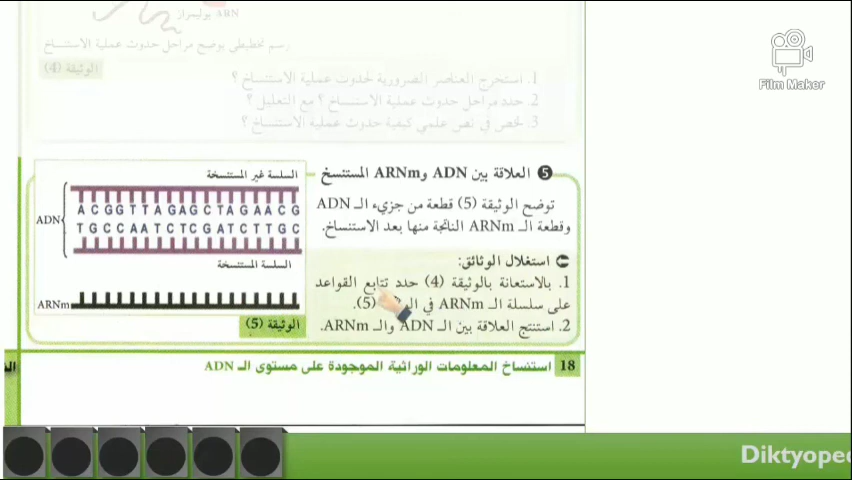 ARN بوليمراز
رسم تخطيطي يوضح مراحل حدوث عملية الاستنساخ
الوثيقة (4)
1. استخرج العناصر الضرورية لحدوث عملية الاستنساخ ؟
2. حدد مراحل حدوث عملية الاستنساخ ؟ مع التعليل ؟
3. لخص في نص علمي كيفية حدوث عملية الاستنساخ ؟
Film Maker
5 العلاقة بين ADN وARNm المستنسخ
توضح الوثيقة (5) قطعة من جزيء الـ ADN
وقطعة الـ ARNm الناتجة منها بعد الاستنساخ.
استغلال الوثائق:
1. بالاستعانة بالوثيقة (4) حدد تتابع القواعد
على سلسلة الـ ARNm في (5).
2. استنتج العلاقة بين الـ ADN والـ ARNm.
السلسة غير المستنسخة
ADN
A C G G T T A G A G C T A G A A C G
T G C C A A T C T C G A T C T T G C
السلسة المستنسخة
ARNm
الوثيقة (5)
18 استنساخ المعلومات الوراثية الموجودة على مستوى الـ ADN